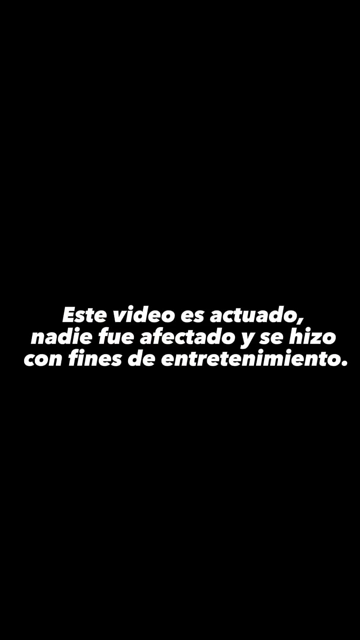 Este video es actuado,
nadie fue afectado y se hizo
con fines de entretenimiento.